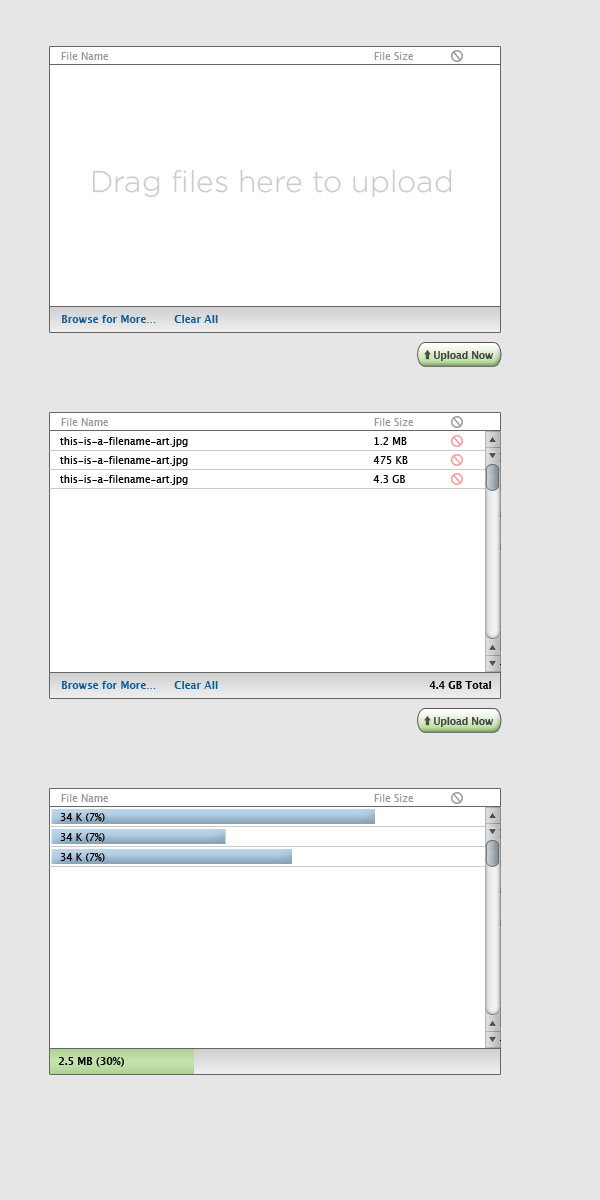 File Name File Size
Drag files here to upload
Browse for More... Clear All
Upload Now
File Name File Size
this-is-a-filename-art.jpg 1.2 MB
this-is-a-filename-art.jpg 475 KB
this-is-a-filename-art.jpg 4.3 GB
Browse for More... Clear All 4.4 GB Total
Upload Now
File Name File Size
34 K (7%)
34 K (7%)
34 K (7%)
2.5 MB (30%)